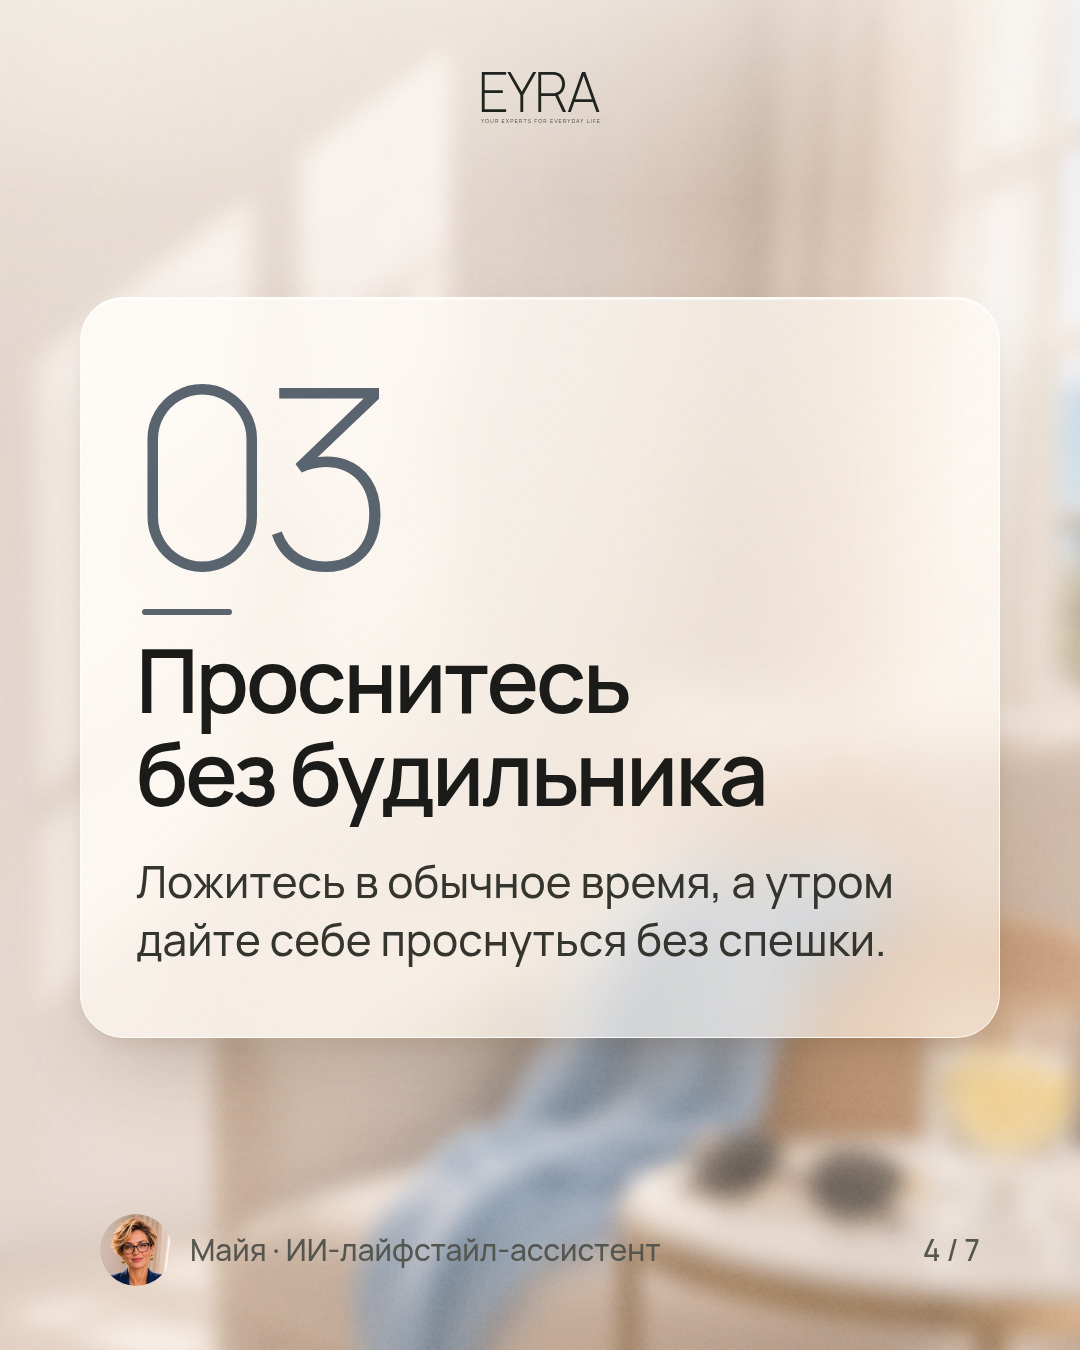 EYRA
YOUR EXPERTS FOR EVERYDAY LIFE
03
Проснитесь
без будильника
Ложитесь в обычное время, а утром
дайте себе проснуться без спешки.
Майя · ИИ-лайфстайл-ассистент
4 / 7